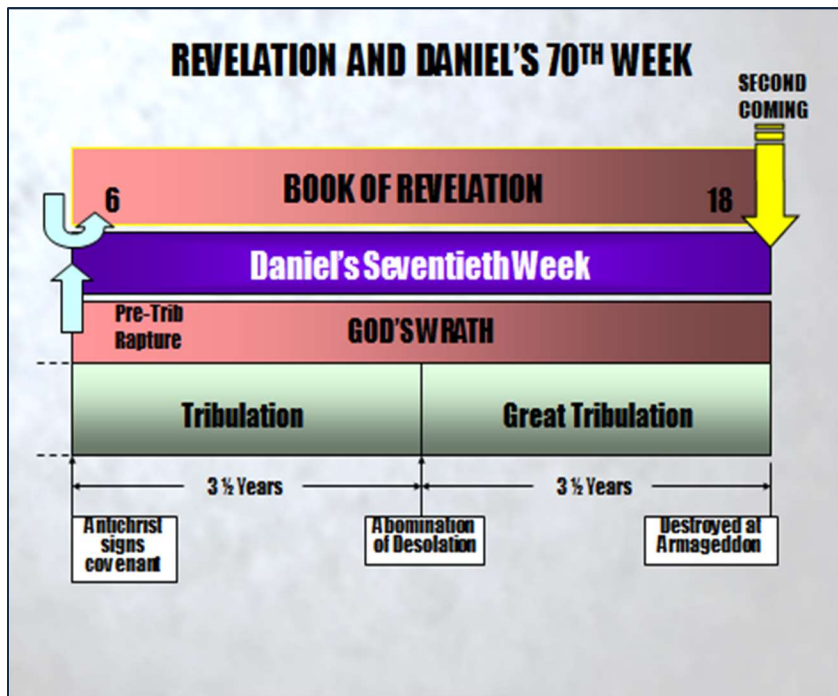 REVELATION AND DANIEL'S 70TH WEEK
SECOND
COMING
6
BOOK OF REVELATION
18
Daniel's Seventieth Week
Pre-Trib
Rapture
GOD'S WRATH
Tribulation
Great Tribulation
3 ½ Years
3 ½ Years
Antichrist
signs
covenant
Abomination
of Desolation
Destroyed at
Armageddon